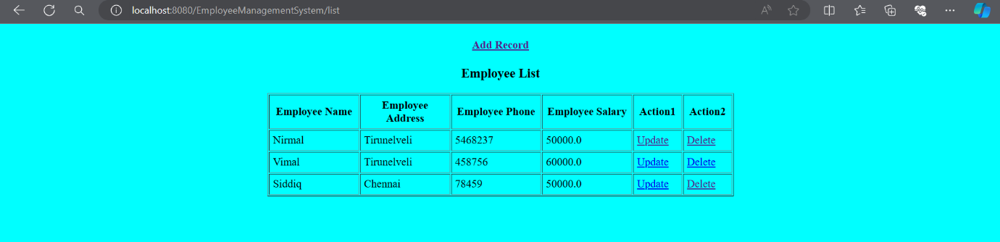 localhost:8080/EmployeeManagementSystem/list
Add Record
Employee List
Employee Name Employee Address Employee Phone Employee Salary Action1 Action2
Nirmal Tirunelveli 5468237 50000.0 Update Delete
Vimal Tirunelveli 458756 60000.0 Update Delete
Siddiq Chennai 78459 50000.0 Update Delete